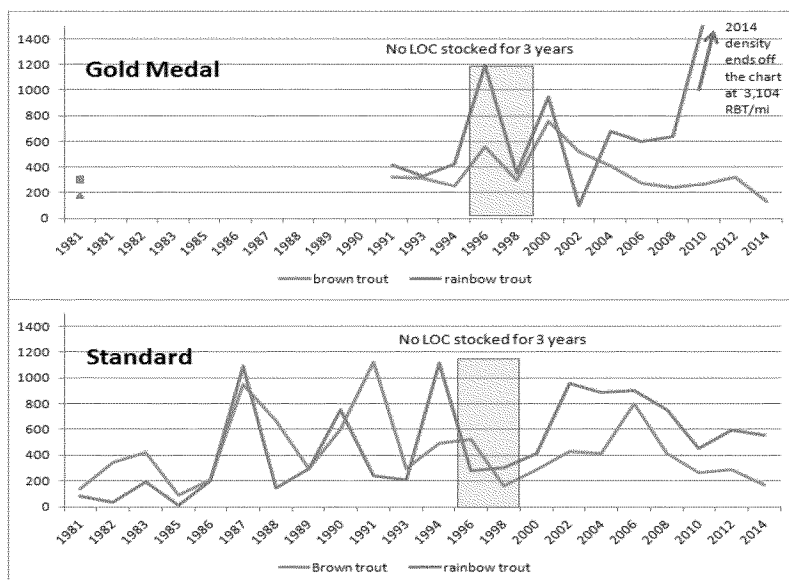 1400
1200
1000
800
600
400
200
0
Gold Medal
No LOC stocked for 3 years
2014
density
ends off
the chart
at 3,104
RBT/mi
1981 1981 1982 1983 1985 1986 1987 1988 1989 1990 1991 1993 1994 1996 1998 2000 2002 2004 2006 2008 2010 2012 2014
brown trout rainbow trout
1400
1200
1000
800
600
400
200
0
Standard
No LOC stocked for 3 years
1981 1982 1983 1985 1986 1987 1988 1989 1990 1991 1993 1994 1996 1998 2000 2002 2004 2006 2008 2010 2012 2014
Brown trout rainbow trout